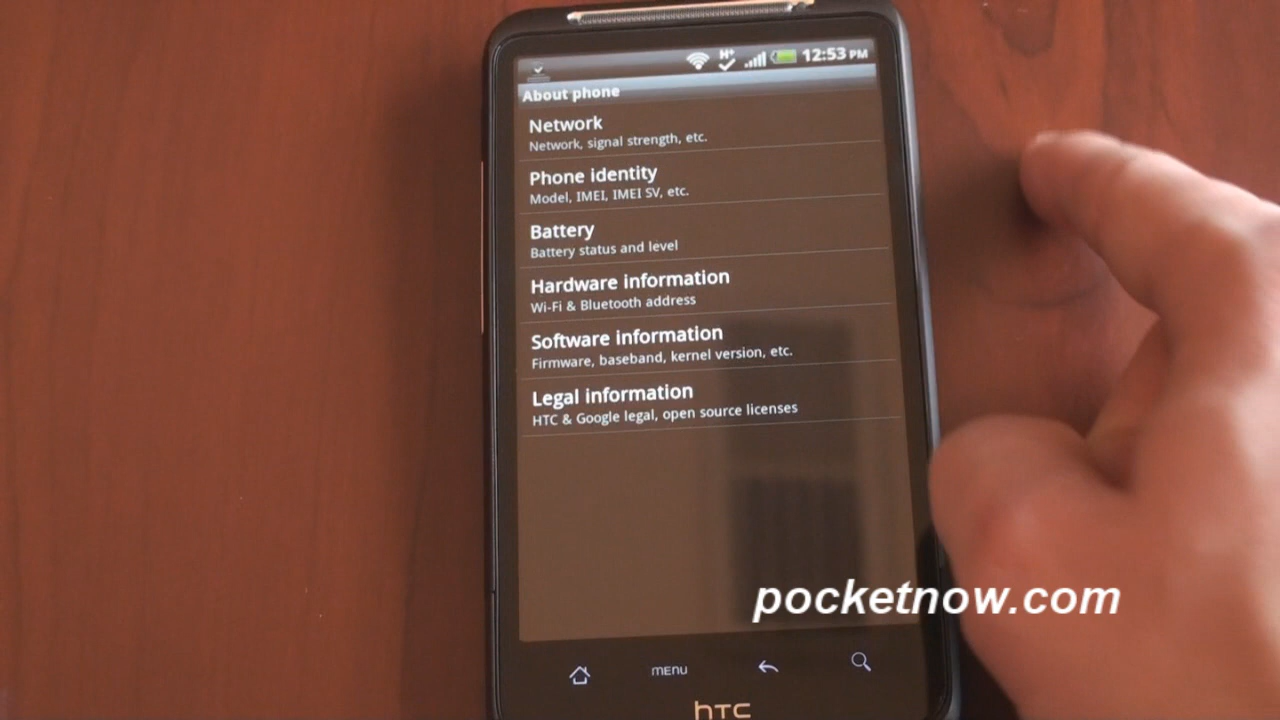 H+
12:53 PM
About phone
Network
Network, signal strength, etc.
Phone identity
Model, IMEI, IMEI SV, etc.
Battery
Battery status and level
Hardware information
Wi-Fi & Bluetooth address
Software information
Firmware, baseband, kernel version, etc.
Legal information
HTC & Google legal, open source licenses
pocketnow.com
MENU
hTC